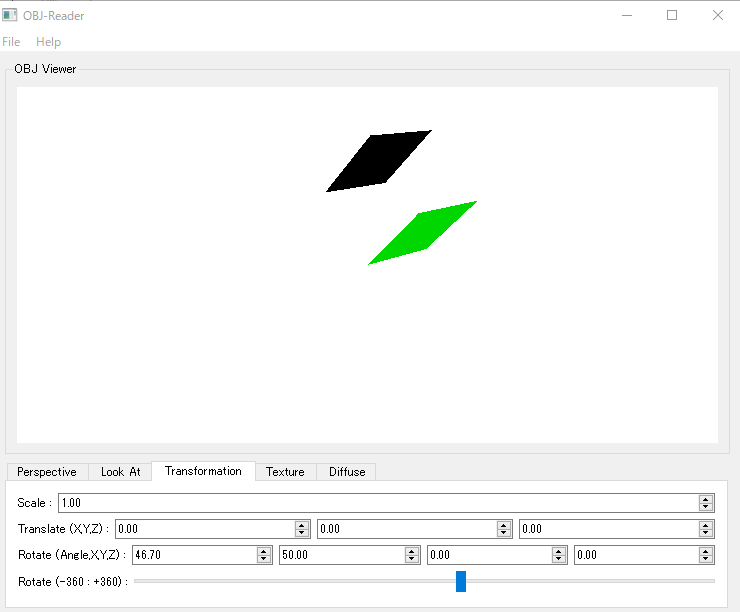 OBJ-Reader
File Help
OBJ Viewer
Perspective Look At Transformation Texture Diffuse
Scale : 1.00
Translate (X,Y,Z) : 0.00 0.00 0.00
Rotate (Angle,X,Y,Z) : 46.70 50.00 0.00 0.00
Rotate (-360 : +360) :